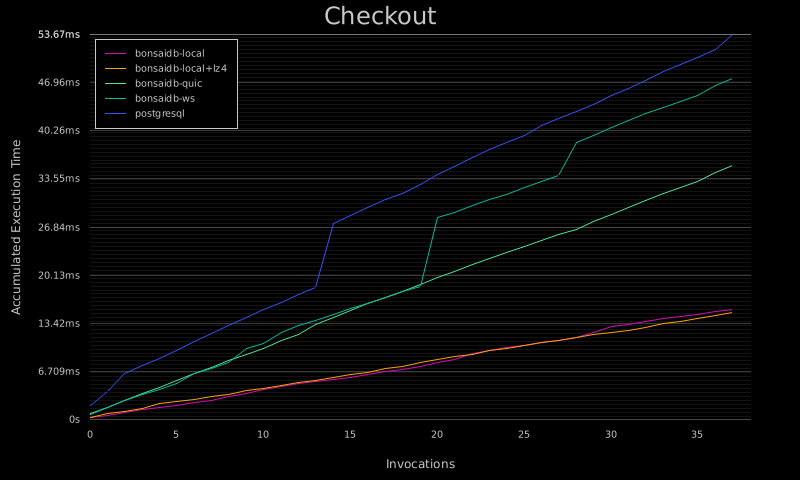 Checkout
53.67ms
46.96ms
40.26ms
33.55ms
26.84ms
20.13ms
13.42ms
6.709ms
0s
Accumulated Execution Time
bonsaidb-local
bonsaidb-local+lz4
bonsaidb-quic
bonsaidb-ws
postgresql
0 5 10 15 20 25 30 35
Invocations